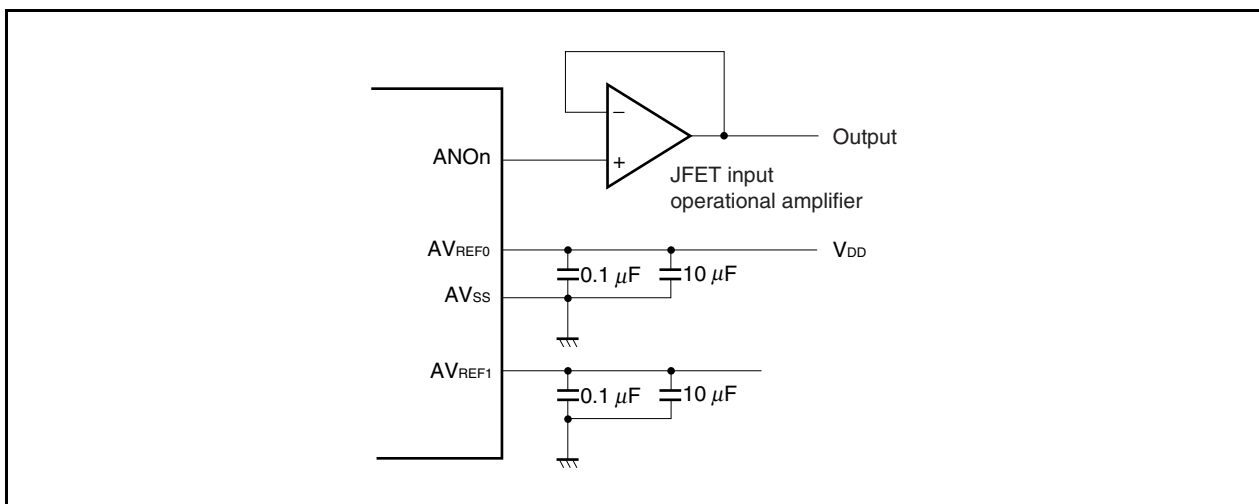 −
ANOn
+
Output
JFET input
operational amplifier
AVREF0
VDD
0.1 μF
10 μF
AVSS
AVREF1
0.1 μF
10 μF